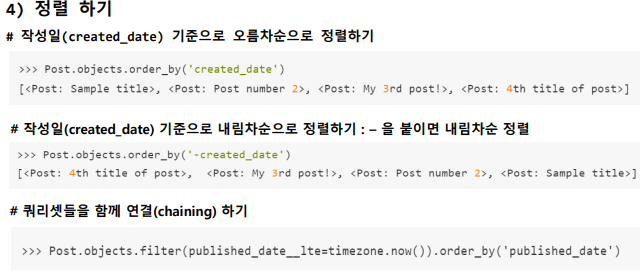 4) 정렬 하기
# 작성일(created_date) 기준으로 오름차순으로 정렬하기
>>> Post.objects.order_by('created_date')
[<Post: Sample title>, <Post: Post number 2>, <Post: My 3rd post!>, <Post: 4th title of post>]
# 작성일(created_date) 기준으로 내림차순으로 정렬하기 : – 을 붙이면 내림차순 정렬
>>> Post.objects.order_by('-created_date')
[<Post: 4th title of post>, <Post: My 3rd post!>, <Post: Post number 2>, <Post: Sample title>]
# 쿼리셋들을 함께 연결(chaining) 하기
>>> Post.objects.filter(published_date__lte=timezone.now()).order_by('published_date')